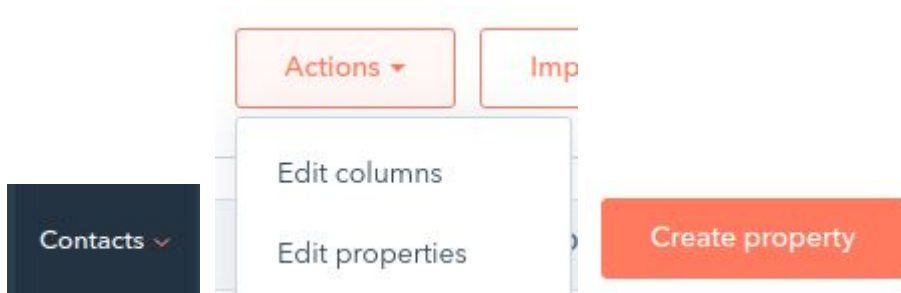 Actions
Imp
Edit columns
Contacts
Edit properties
Create property